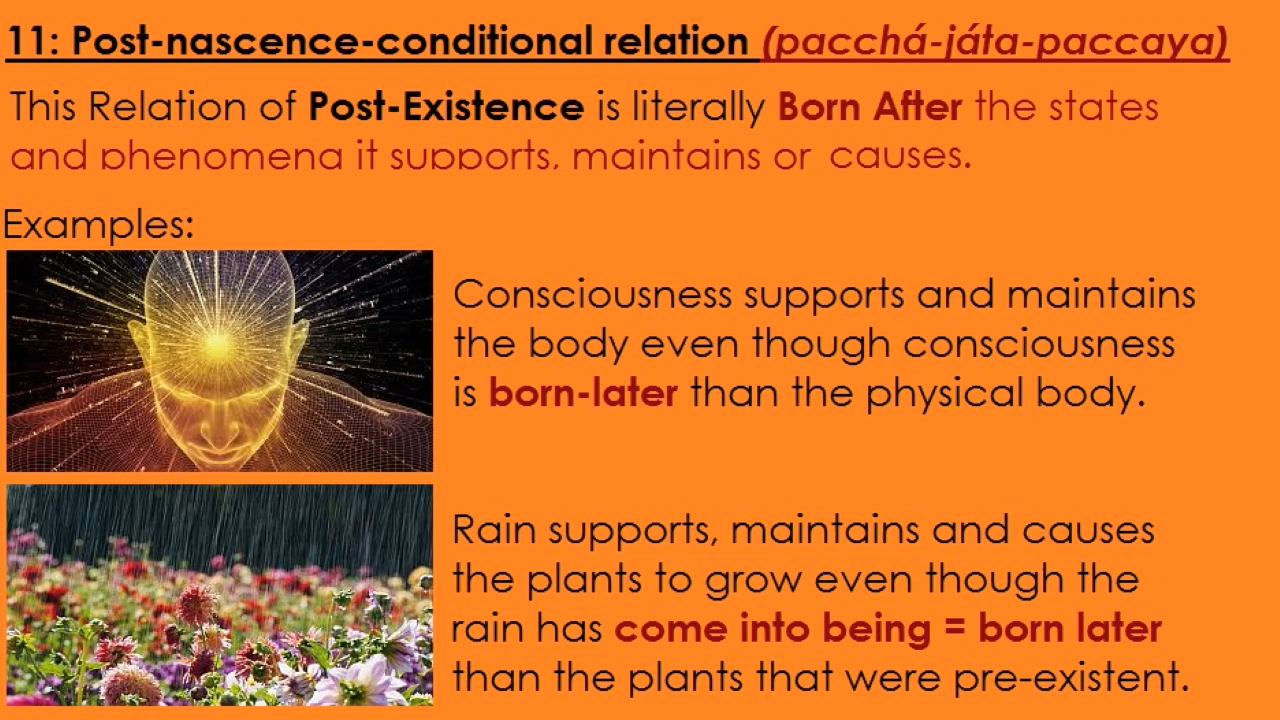 11: Post-nascence-conditional relation (pacchá-játa-paccaya)
This Relation of Post-Existence is literally Born After the states
and phenomena it supports, maintains or causes.
Examples:
Consciousness supports and maintains
the body even though consciousness
is born-later than the physical body.
Rain supports, maintains and causes
the plants to grow even though the
rain has come into being = born later
than the plants that were pre-existent.